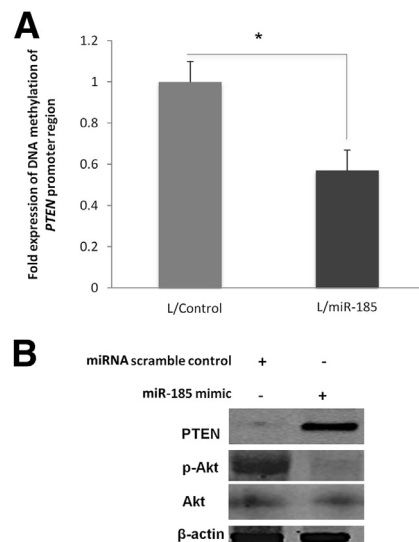 A
Fold expression of DNA methylation of
PTEN promoter region
1.2
1
0.8
0.6
0.4
0.2
0
*
L/Control
L/miR-185
B
miRNA scramble control + -
miR-185 mimic - +
PTEN
p-Akt
Akt
β-actin